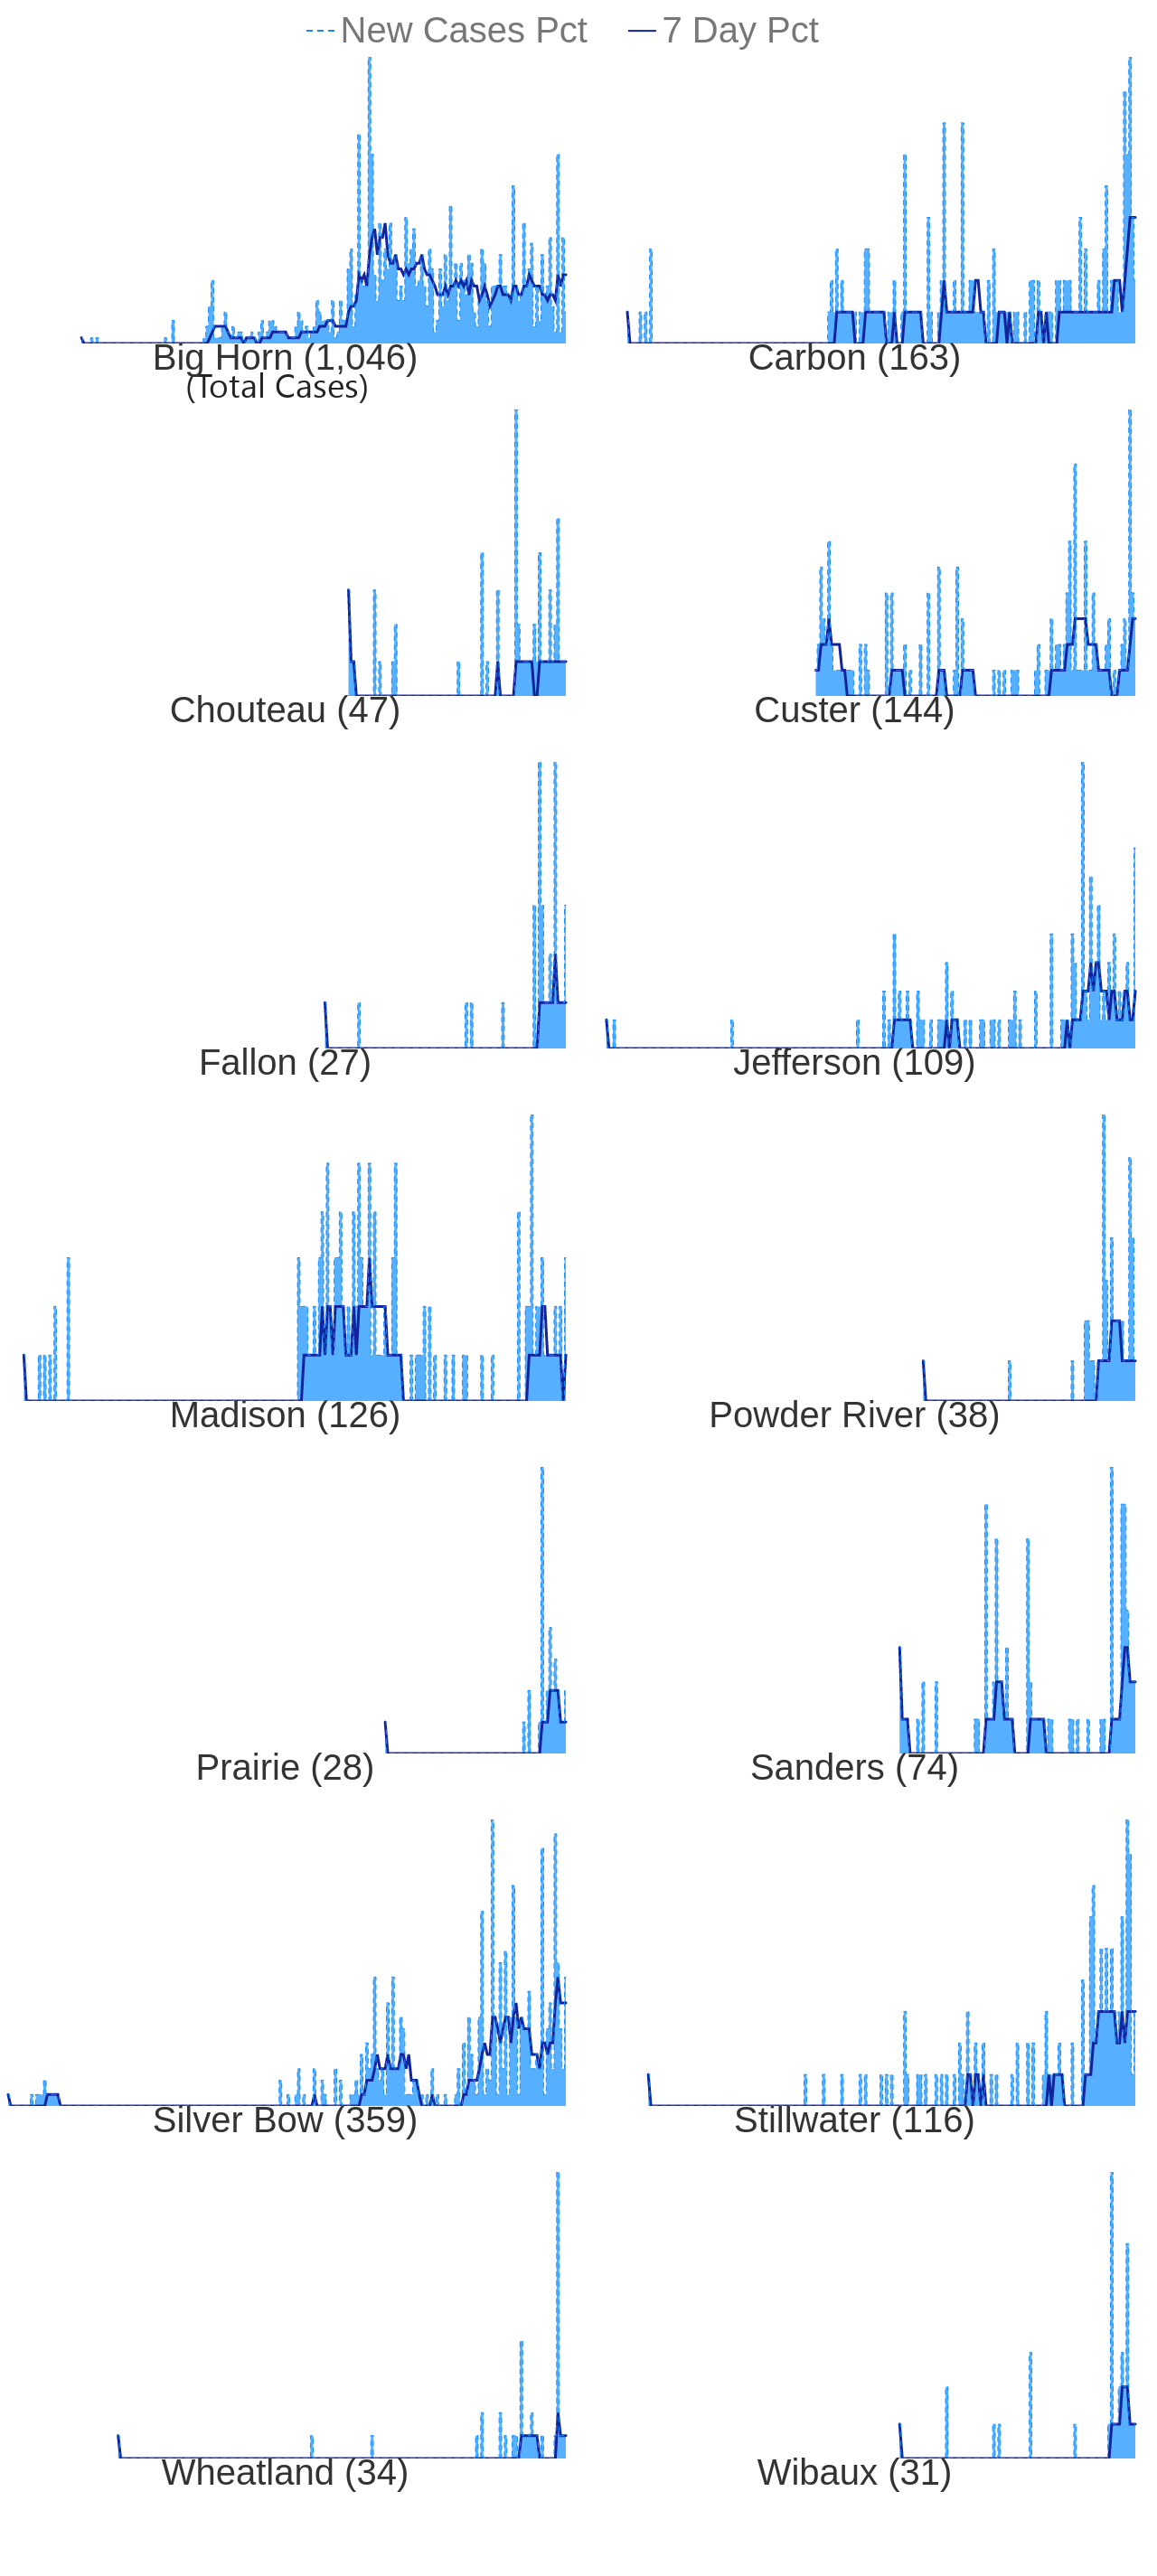 New Cases Pct 7 Day Pct
Big Horn (1,046) Carbon (163)
(Total Cases)
Chouteau (47) Custer (144)
Fallon (27) Jefferson (109)
Madison (126) Powder River (38)
Prairie (28) Sanders (74)
Silver Bow (359) Stillwater (116)
Wheatland (34) Wibaux (31)